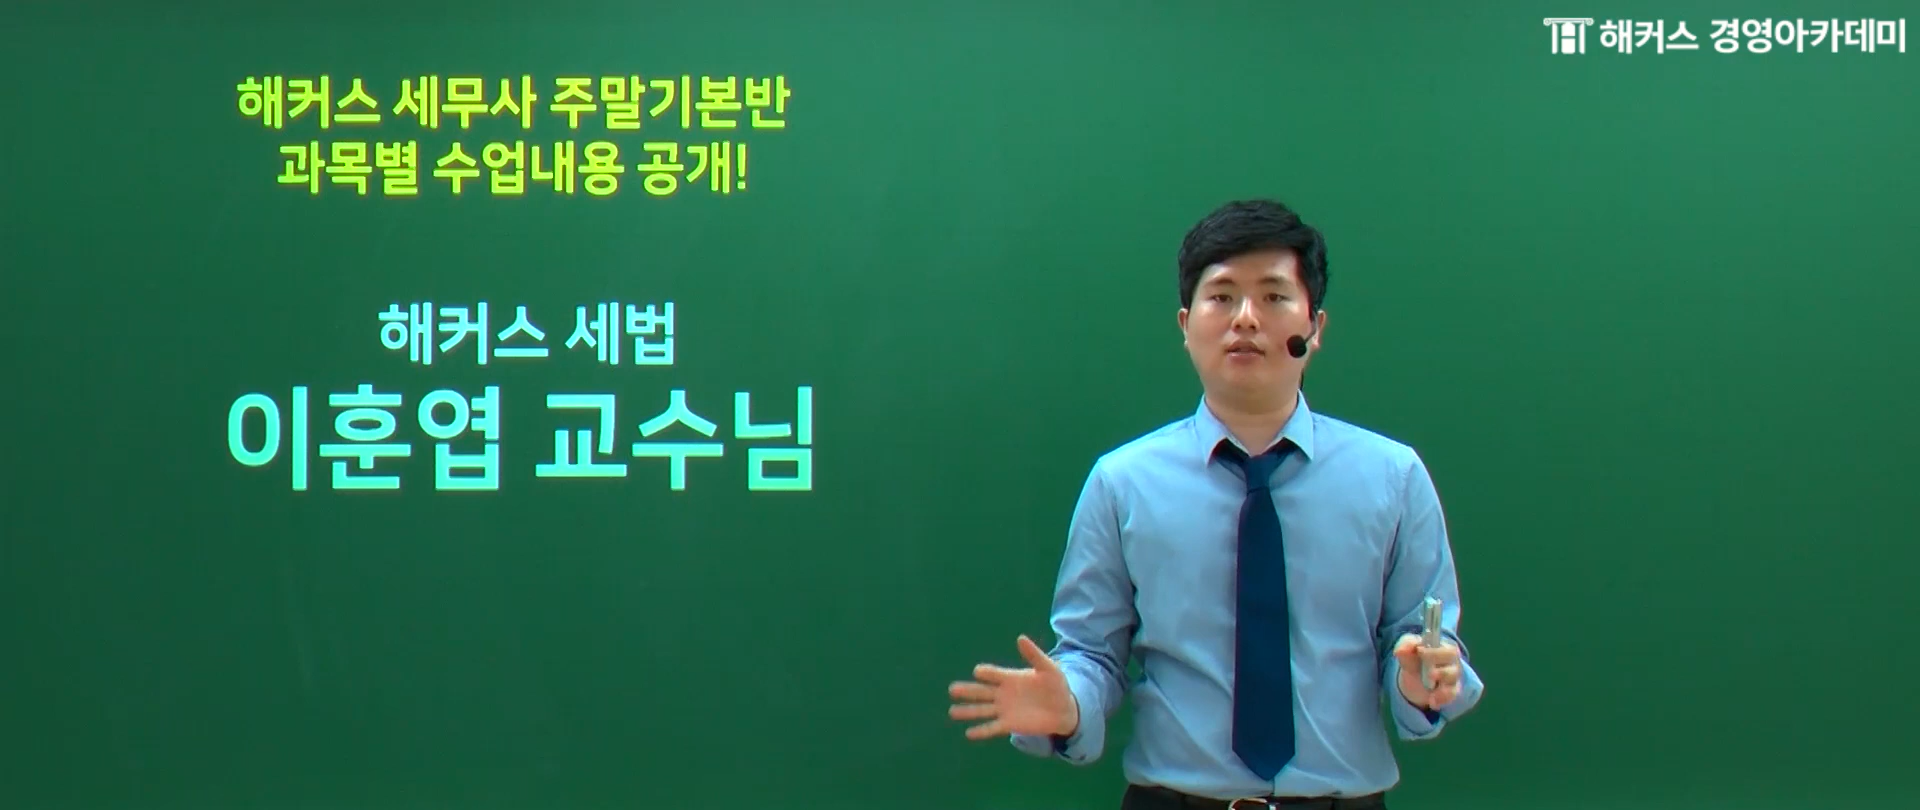 해커스 경영아카데미
해커스 세무사 주말기본반
과목별 수업내용 공개!
해커스 세법
이훈엽 교수님